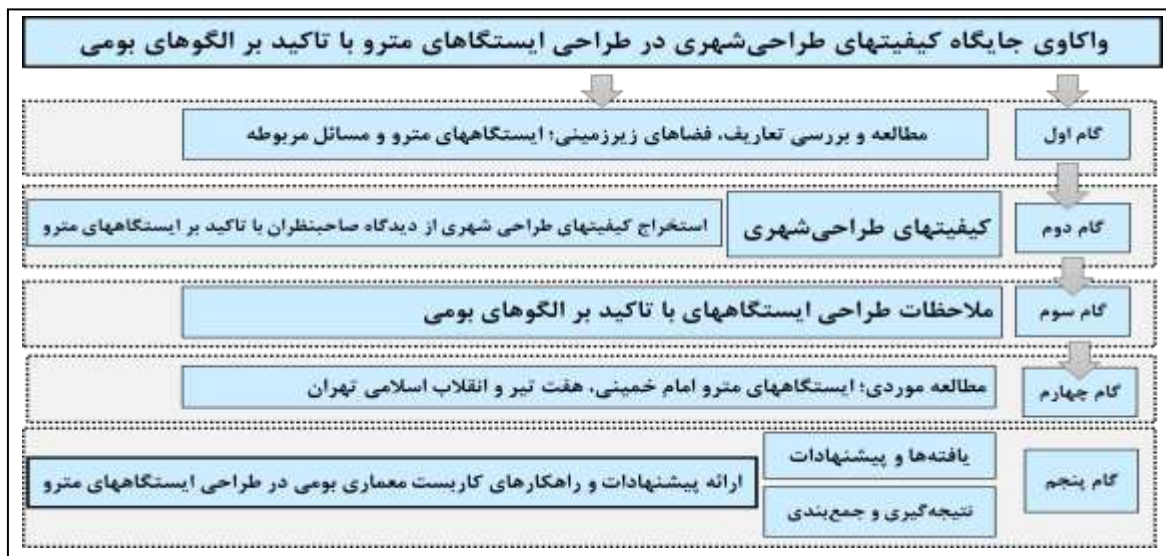 واکاوی جایگاه کیفیتهای طراحی‌شهری در طراحی ایستگاهای مترو با تاکید بر الگوهای بومی
گام اول
مطالعه و بررسی تعاریف، فضاهای زیرزمینی؛ ایستگاههای مترو و مسائل مربوطه
گام دوم
کیفیتهای طراحی‌شهری
استخراج کیفیتهای طراحی شهری از دیدگاه صاحبنظران با تاکید بر ایستگاههای مترو
گام سوم
ملاحظات طراحی ایستگاههای با تاکید بر الگوهای بومی
گام چهارم
مطالعه موردی؛ ایستگاههای مترو امام خمینی، هفت تیر و انقلاب اسلامی تهران
گام پنجم
یافته‌ها و پیشنهادات
نتیجه‌گیری و جمع‌بندی
ارائه پیشنهادات و راهکارهای کاربست معماری بومی در طراحی ایستگاههای مترو